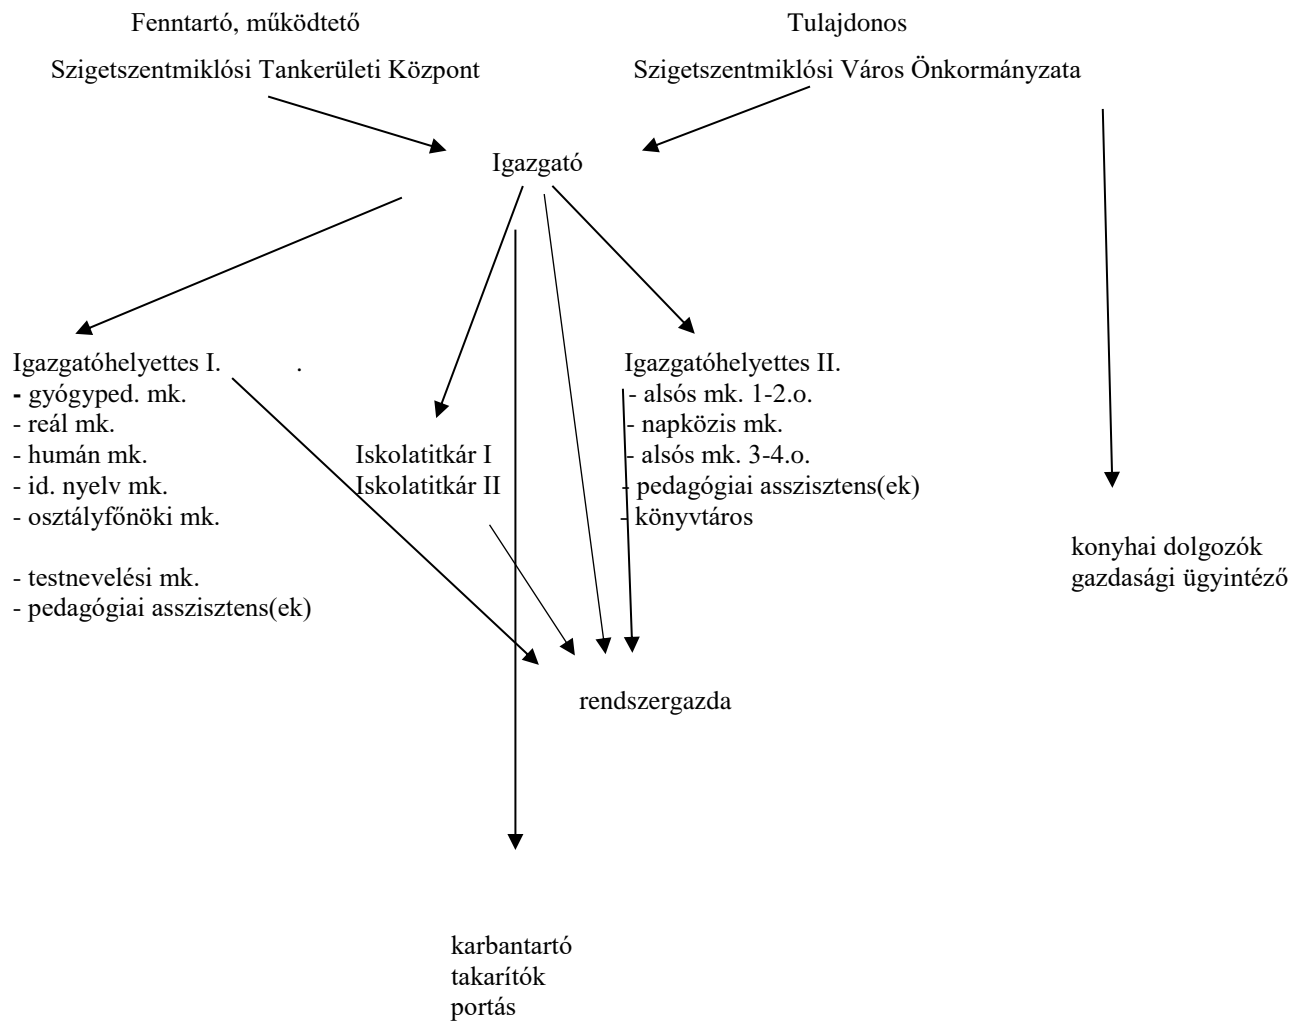 Fenntartó, működtető
Tulajdonos
Szigetszentmiklósi Tankerületi Központ
Szigetszentmiklósi Város Önkormányzata
Igazgató
Igazgatóhelyettes I. .
- gyógyped. mk.
- reál mk.
- humán mk.
- id. nyelv mk.
- osztályfőnöki mk.
- testnevelési mk.
- pedagógiai asszisztens(ek)
Iskolatitkár I
Iskolatitkár II
Igazgatóhelyettes II.
- alsós mk. 1-2.o.
- napközis mk.
- alsós mk. 3-4.o.
- pedagógiai asszisztens(ek)
- könyvtáros
konyhai dolgozók
gazdasági ügyintéző
rendszergazda
karbantartó
takarítók
portás